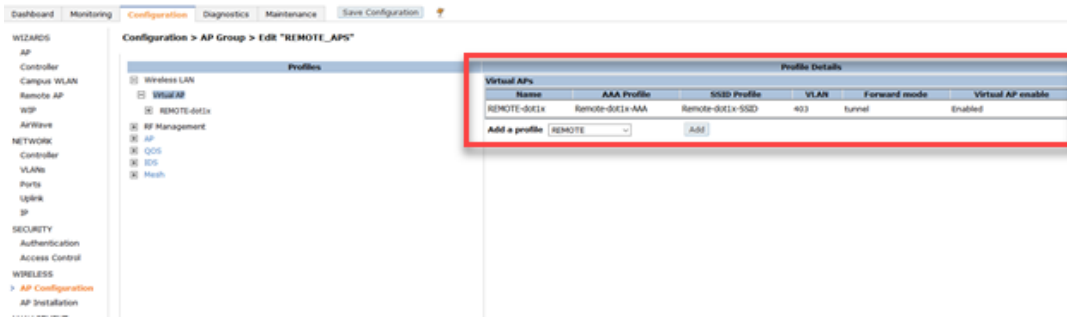 Dashboard Monitoring Configuration Diagnostics Maintenance Save Configuration
WIZARDS
AP
Controller
Campus WLAN
Remote AP
WIP
AirWave
NETWORK
Controller
VLANs
Ports
Uplink
IP
SECURITY
Authentication
Access Control
WIRELESS
> AP Configuration
AP Installation
Configuration > AP Group > Edit "REMOTE_APS"
Profiles
Wireless LAN
Virtual AP
REMOTE-dot1x
RF Management
AP
QOS
IDS
Mesh
Profile Details
Virtual APs
Name AAA Profile SSID Profile VLAN Forward mode Virtual AP enable
REMOTE-dot1x Remote-dot1x-AAA Remote-dot1x-SSID 403 tunnel Enabled
Add a profile REMOTE Add